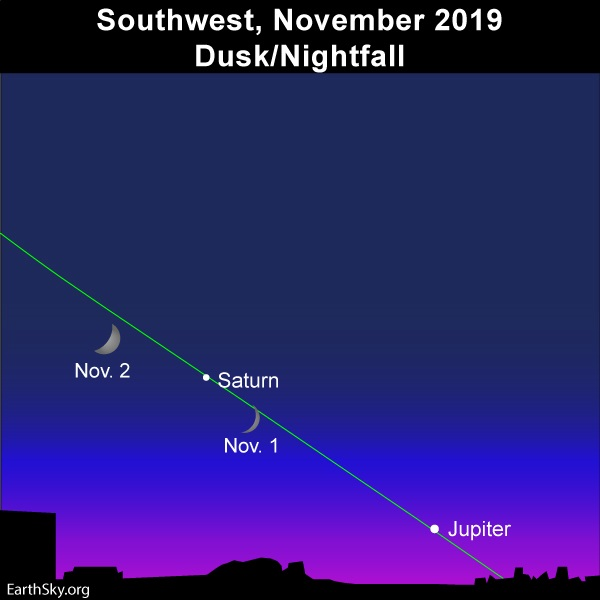 Southwest, November 2019
Dusk/Nightfall
Nov. 2
Saturn
Nov. 1
Jupiter
EarthSky.org